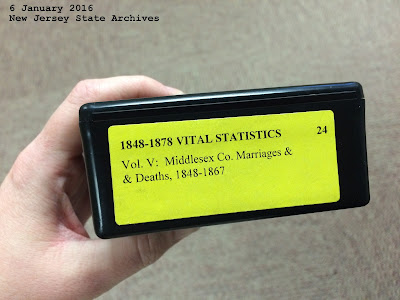 6 January 2016
New Jersey State Archives
1848-1878 VITAL STATISTICS 24
Vol. V: Middlesex Co. Marriages &
& Deaths, 1848-1867